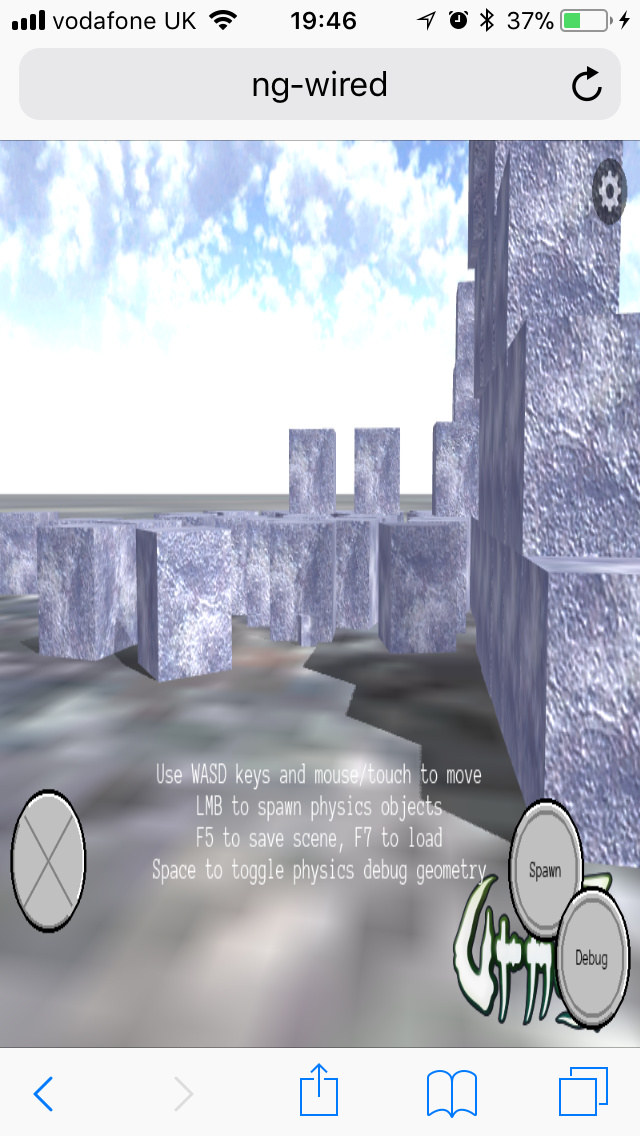 vodafone UK 19:46 37%
ng-wired
Use WASD keys and mouse/touch to move
LMB to spawn physics objects
F5 to save scene, F7 to load
Space to toggle physics debug geometry
Spawn
Debug